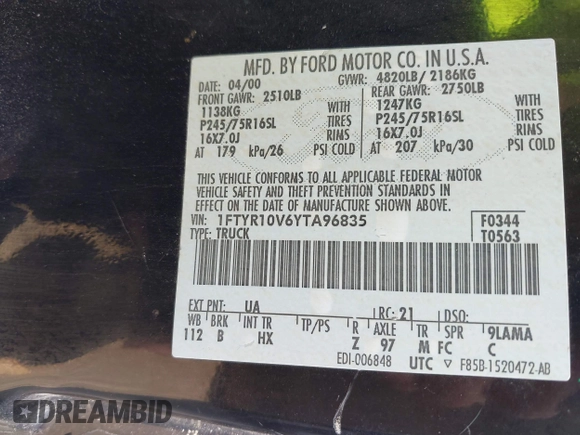 MFD. BY FORD MOTOR CO. IN U.S.A.
DATE: 04/00 GVWR: 4820LB/ 2186KG
FRONT GAWR: 2510LB REAR GAWR: 2750LB
1138KG WITH 1247KG WITH
P245/75R16SL TIRES P245/75R16SL TIRES
16X7.0J RIMS 16X7.0J RIMS
AT 179 kPa/26 PSI COLD AT 207 kPa/30 PSI COLD
THIS VEHICLE CONFORMS TO ALL APPLICABLE FEDERAL MOTOR
VEHICLE SAFETY AND THEFT PREVENTION STANDARDS IN
EFFECT ON THE DATE OF MANUFACTURE SHOWN ABOVE.
VIN: 1FTYR10V6YTA96835 F0344
TYPE: TRUCK T0563
EXT PNT: UA RC: 21 DSO:
WB BRK INT TR TP/PS R AXLE TR SPR 9LAMA
112 B HX Z 97 M FC C
EDI-006848 UTC ▽ F85B-1520472-AB
DREAMBID